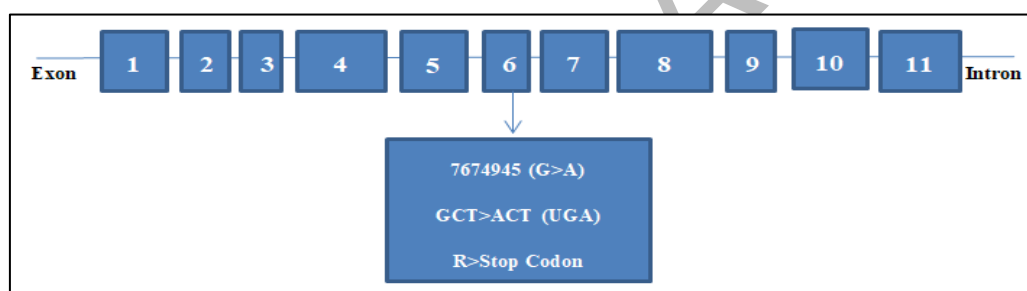 Exon 1 2 3 4 5 6 7 8 9 10 11 Intron
7674945 (G>A)
GCT>ACT (UGA)
R>Stop Codon